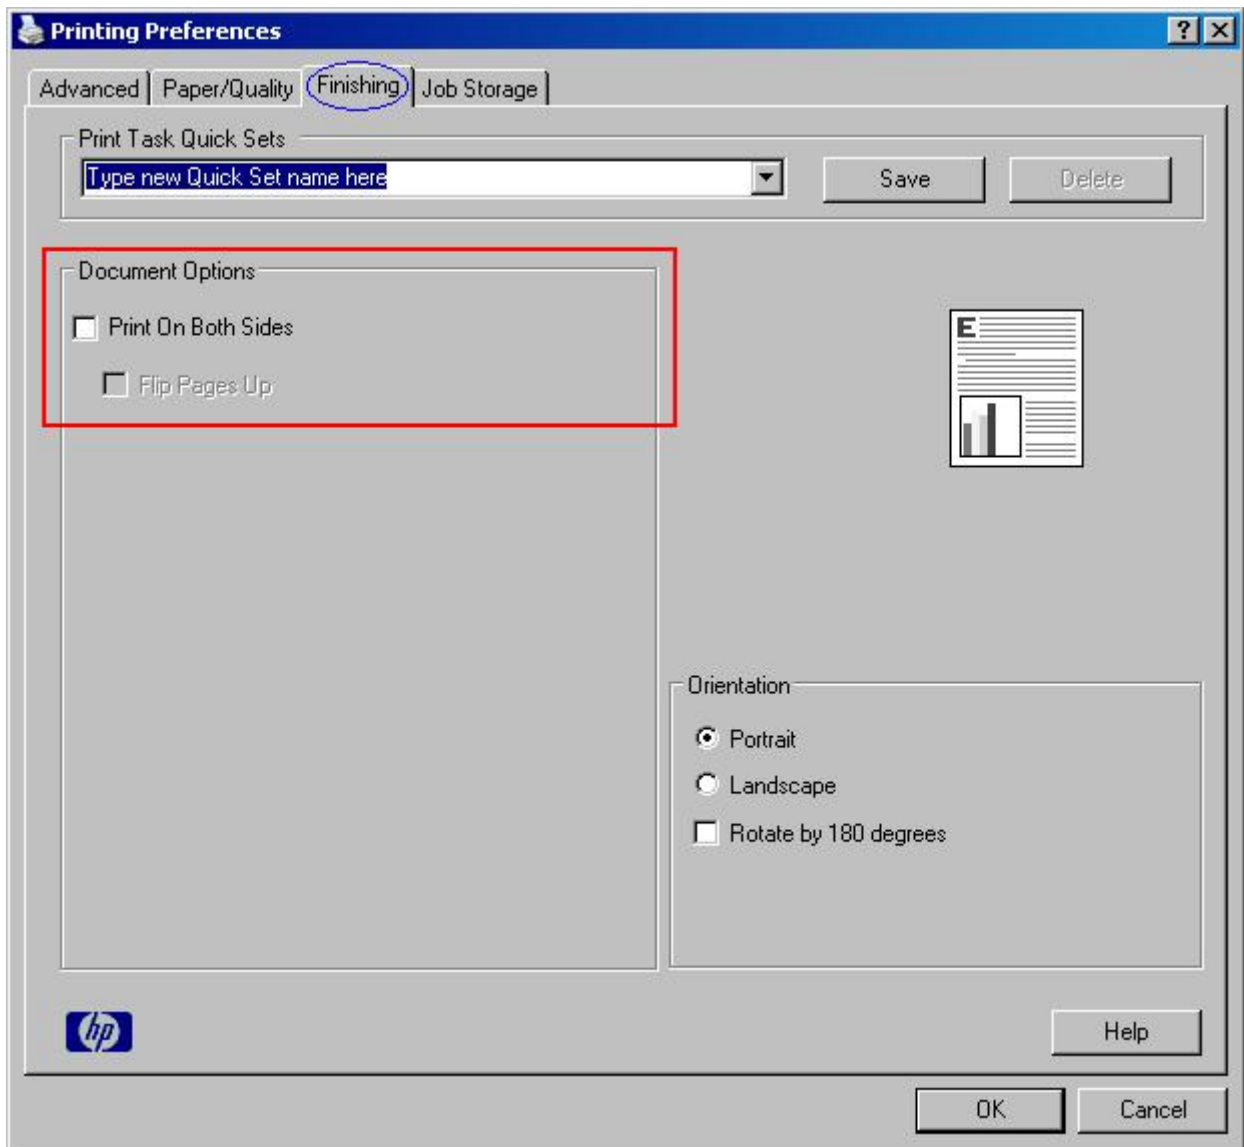 Printing Preferences
Advanced
Paper/Quality
Finishing
Job Storage
Print Task Quick Sets
Type new Quick Set name here
Save
Delete
Document Options
Print On Both Sides
Flip Pages Up
E
Orientation
Portrait
Landscape
Rotate by 180 degrees
hp
Help
OK
Cancel